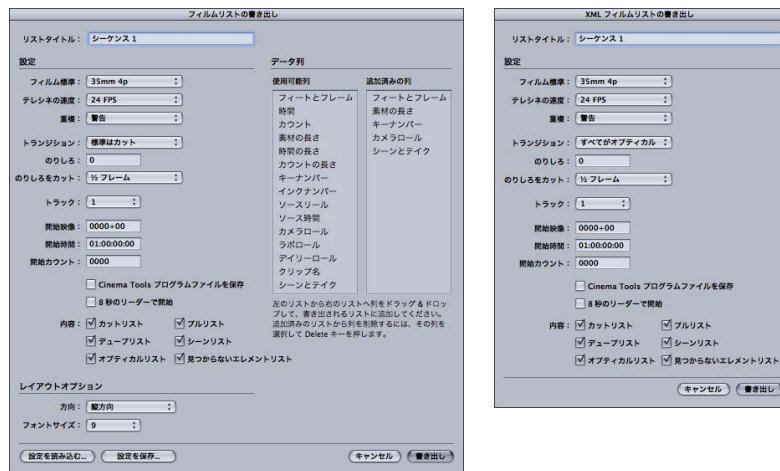 フィルムリストの書き出し
リストタイトル： シーケンス 1
設定
フィルム標準： 35mm 4p
テレシネの速度： 24 FPS
重複： 警告
トランジション： 標準はカット
のりしろ： 0
のりしろをカット： ½ フレーム
トラック： 1
開始映像： 0000+00
開始時間： 01:00:00:00
開始カウント： 0000
Cinema Tools プログラムファイルを保存
8 秒のリーダーで開始
内容： カットリスト プルリスト
デュープリスト シーンリスト
オプティカルリスト 見つからないエレメントリスト
レイアウトオプション
方向： 縦方向
フォントサイズ： 9
設定を読み込む... 設定を保存...
データ列
使用可能列
フィートとフレーム
時間
カウント
素材の長さ
時間の長さ
カウントの長さ
キーナンバー
インクナンバー
ソースリール
ソース時間
カメラロール
ラボロール
デイリーロール
クリップ名
シーンとテイク
追加済みの列
フィートとフレーム
素材の長さ
キーナンバー
カメラロール
シーンとテイク
左のリストから右のリストへ列をドラッグ & ドロッ
プして、書き出されるリストに追加してください。
追加済みのリストから列を削除するには、その列を
選択して Delete キーを押します。
キャンセル 書き出し
XML フィルムリストの書き出し
リストタイトル： シーケンス 1
設定
フィルム標準： 35mm 4p
テレシネの速度： 24 FPS
重複： 警告
トランジション： すべてがオプティカル
のりしろ： 0
のりしろをカット： ½ フレーム
トラック： 1
開始映像： 0000+00
開始時間： 01:00:00:00
開始カウント： 0000
Cinema Tools プログラムファイルを保存
8 秒のリーダーで開始
内容： カットリスト プルリスト
デュープリスト シーンリスト
オプティカルリスト 見つからないエレメントリスト
キャンセル 書き出し